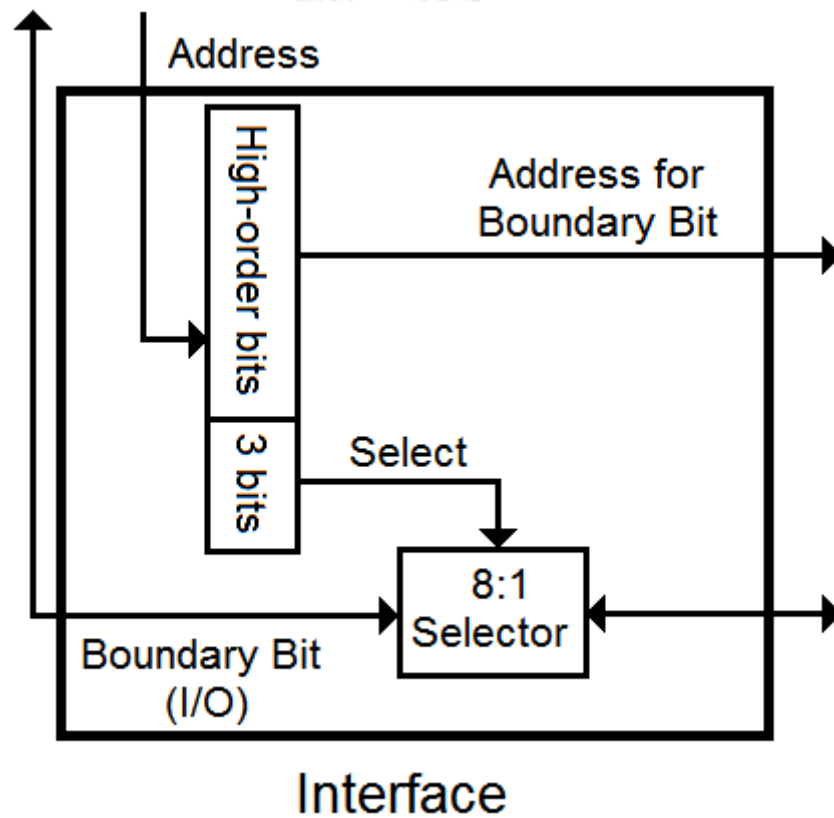 Address
High-order bits
3 bits
Address for
Boundary Bit
Select
8:1
Selector
Boundary Bit
(I/O)
Interface